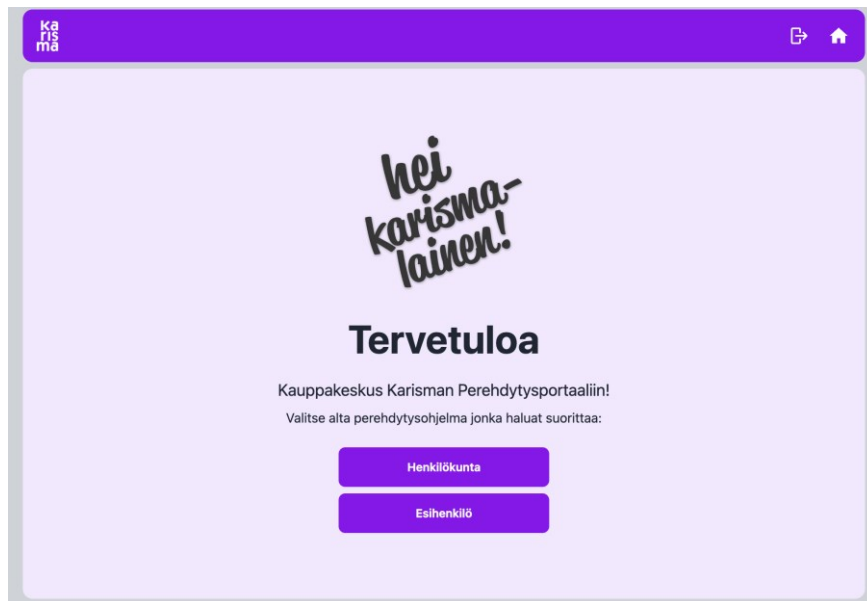 ka
ris
ma
hei
karisma-
lainen!
Tervetuloa
Kauppakeskus Karisman Perehdytysportaaliin!
Valitse alta perehdytysohjelma jonka haluat suorittaa:
Henkilökunta
Esihenkilö